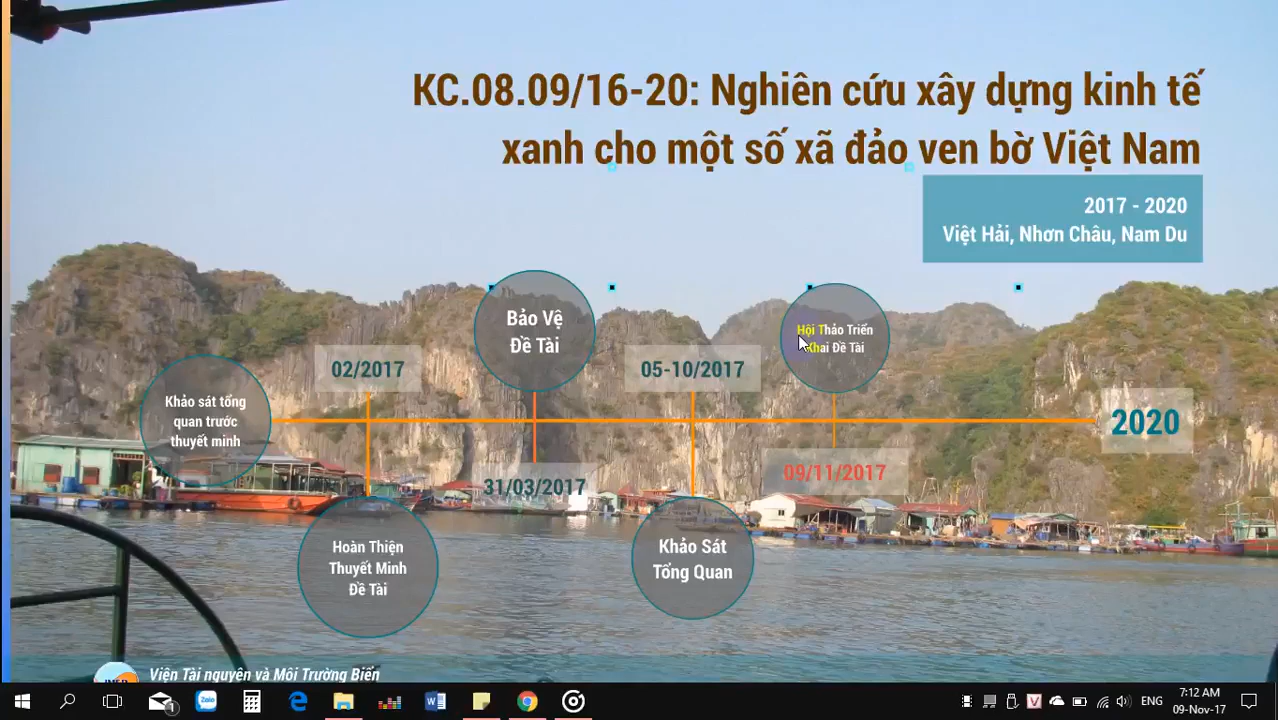 KC.08.09/16-20: Nghiên cứu xây dựng kinh tế
xanh cho một số xã đảo ven bờ Việt Nam
2017 - 2020
Việt Hải, Nhơn Châu, Nam Du
Bảo Vệ
Đề Tài
Hội Thảo Triển
Khai Đề Tài
02/2017
05-10/2017
Khảo sát tổng
quan trước
thuyết minh
2020
31/03/2017
09/11/2017
Hoàn Thiện
Thuyết Minh
Đề Tài
Khảo Sát
Tổng Quan
Viện Tài nguyên và Môi Trường Biển
Zalo
ENG
7:12 AM
09-Nov-17